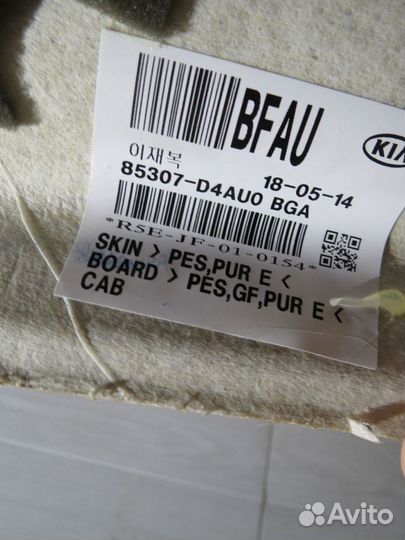 BFAU
KIA
이재복
18-05-14
85307-D4AU0 BGA
*R5E-JF-01-0154*
SKIN > PES,PUR E <
BOARD > PES,GF,PUR E <
CAB
Avito